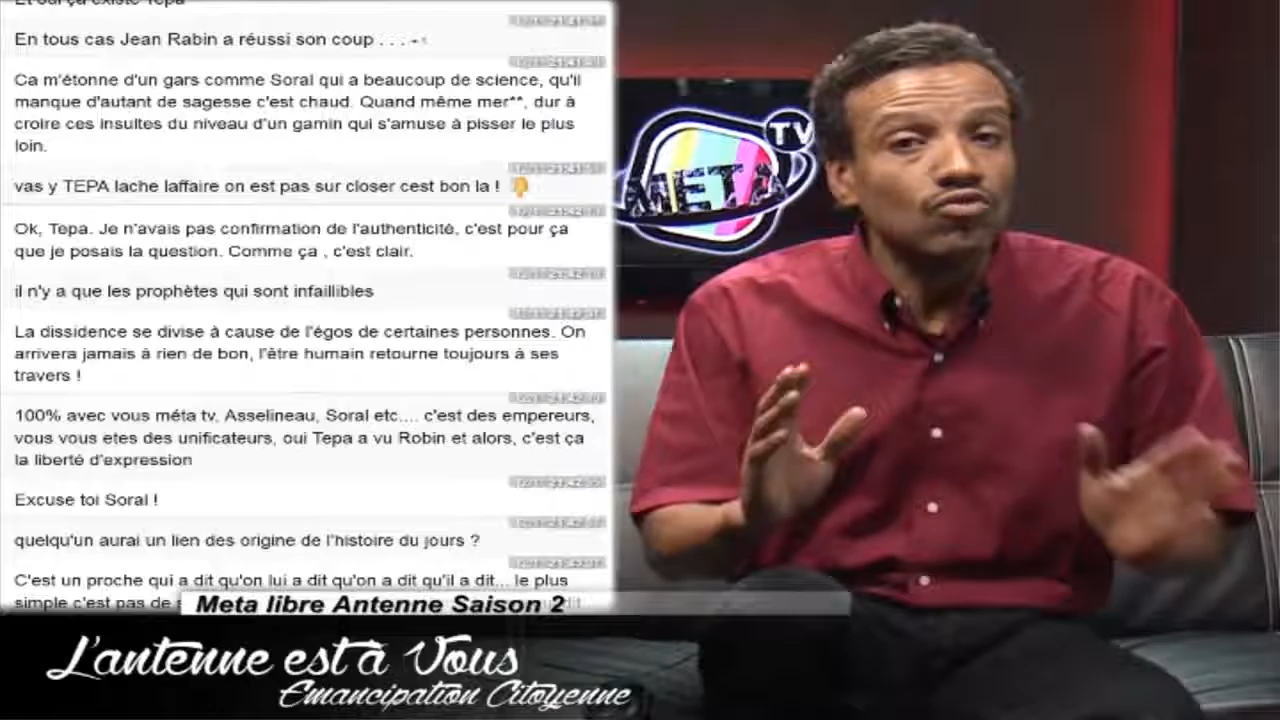 En tous cas Jean Rabin a réussi son coup . . .
Ca m'étonne d'un gars comme Soral qui a beaucoup de science, qu'il
manque d'autant de sagesse c'est chaud. Quand même mer**, dur à
croire ces insultes du niveau d'un gamin qui s'amuse à pisser le plus
loin.
vas y TEPA lache laffaire on est pas sur closer cest bon la !
Ok, Tepa. Je n'avais pas confirmation de l'authenticité, c'est pour ça
que je posais la question. Comme ça , c'est clair.
il n'y a que les prophètes qui sont infaillibles
La dissidence se divise à cause de l'égos de certaines personnes. On
arrivera jamais à rien de bon, l'être humain retourne toujours à ses
travers !
100% avec vous méta tv, Asselineau, Soral etc.... c'est des empereurs,
vous vous etes des unificateurs, oui Tepa a vu Robin et alors, c'est ça
la liberté d'expression
Excuse toi Soral !
quelqu'un aurai un lien des origine de l'histoire du jours ?
C'est un proche qui a dit qu'on lui a dit qu'on a dit qu'il a dit... le plus
simple c'est pas de
Meta libre Antenne Saison 2
L'antenne est à Vous
Emancipation Citoyenne
META
TV